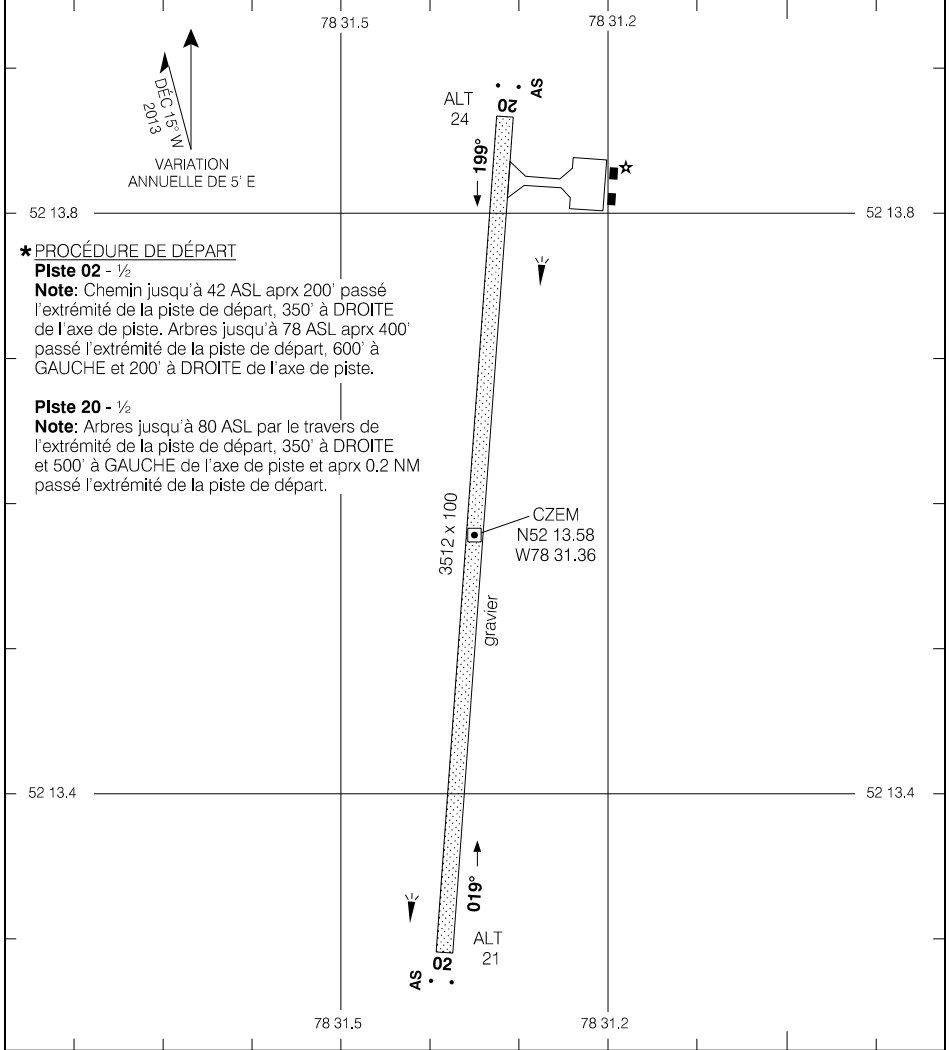 78 31.5
78 31.2
DÉC 15° W
2013
VARIATION
ANNUELLE DE 5' E
ALT
24
20
AS
199°
52 13.8
52 13.8
* PROCÉDURE DE DÉPART
Piste 02 - ½
Note: Chemin jusqu'à 42 ASL aprx 200' passé
l'extrémité de la piste de départ, 350' à DROITE
de l'axe de piste. Arbres jusqu'à 78 ASL aprx 400'
passé l'extrémité de la piste de départ, 600' à
GAUCHE et 200' à DROITE de l'axe de piste.
Piste 20 - ½
Note: Arbres jusqu'à 80 ASL par le travers de
l'extrémité de la piste de départ, 350' à DROITE
et 500' à GAUCHE de l'axe de piste et aprx 0.2 NM
passé l'extrémité de la piste de départ.
3512 x 100
CZEM
N52 13.58
W78 31.36
gravier
52 13.4
52 13.4
019°
ALT
21
02
AS
78 31.5
78 31.2